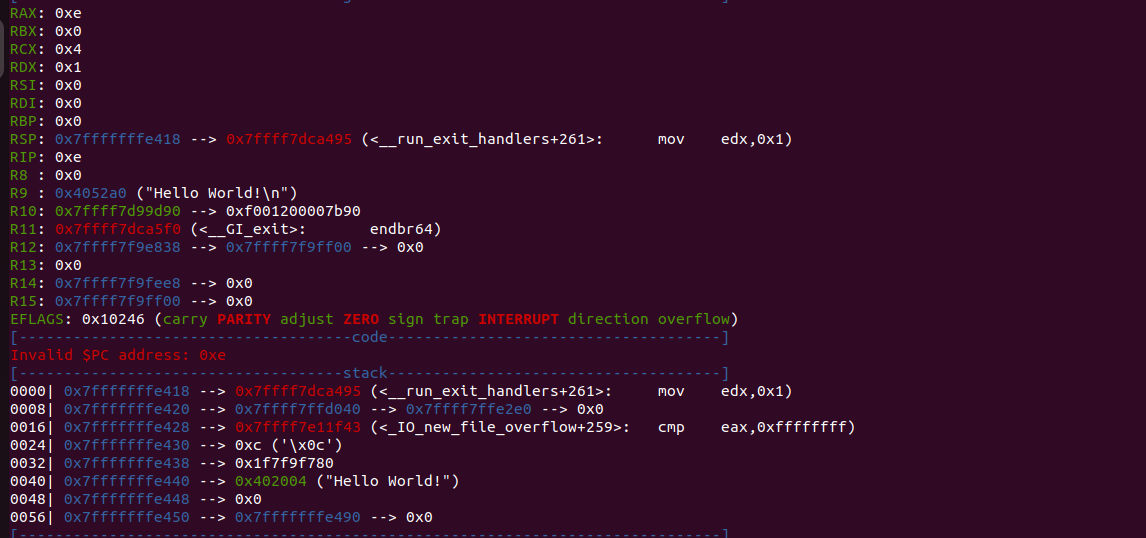 RAX: 0xe
RBX: 0x0
RCX: 0x4
RDX: 0x1
RSI: 0x0
RDI: 0x0
RBP: 0x0
RSP: 0x7fffffffe418 --> 0x7ffff7dca495 (<__run_exit_handlers+261>:      mov    edx,0x1)
RIP: 0xe
R8 : 0x0
R9 : 0x4052a0 ("Hello World!\n")
R10: 0x7ffff7d99d90 --> 0xf001200007b90
R11: 0x7ffff7dca5f0 (<__GI_exit>:       endbr64)
R12: 0x7ffff7f9e838 --> 0x7ffff7f9ff00 --> 0x0
R13: 0x0
R14: 0x7ffff7f9fee8 --> 0x0
R15: 0x7ffff7f9ff00 --> 0x0
EFLAGS: 0x10246 (carry PARITY adjust ZERO sign trap INTERRUPT direction overflow)
[-------------------------------------code-------------------------------------]
Invalid $PC address: 0xe
[------------------------------------stack-------------------------------------]
0000| 0x7fffffffe418 --> 0x7ffff7dca495 (<__run_exit_handlers+261>:     mov    edx,0x1)
0008| 0x7fffffffe420 --> 0x7ffff7ffd040 --> 0x7ffff7ffe2e0 --> 0x0
0016| 0x7fffffffe428 --> 0x7ffff7e11f43 (<_IO_new_file_overflow+259>:   cmp    eax,0xffffffff)
0024| 0x7fffffffe430 --> 0xc ('\x0c')
0032| 0x7fffffffe438 --> 0x1f7f9f780
0040| 0x7fffffffe440 --> 0x402004 ("Hello World!")
0048| 0x7fffffffe448 --> 0x0
0056| 0x7fffffffe450 --> 0x7fffffffe490 --> 0x0
[------------------------------------------------------------------------------]